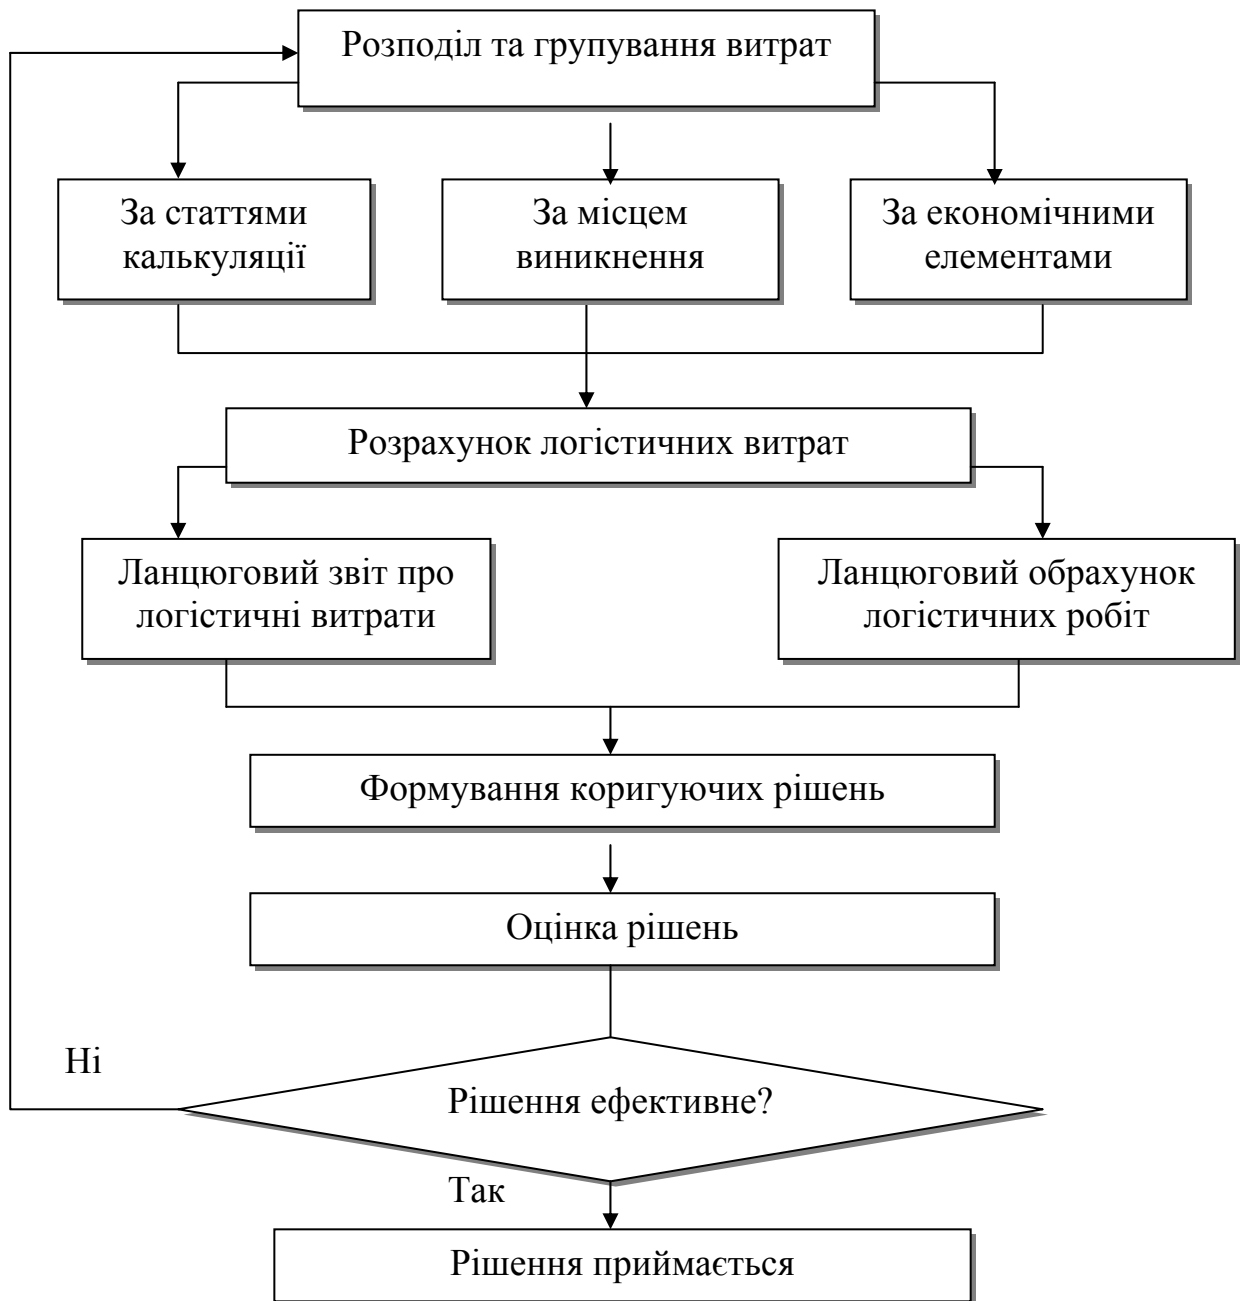 Розподіл та групування витрат
За статтями
калькуляції
За місцем
виникнення
За економічними
елементами
Розрахунок логістичних витрат
Ланцюговий звіт про
логістичні витрати
Ланцюговий обрахунок
логістичних робіт
Формування коригуючих рішень
Оцінка рішень
Ні
Рішення ефективне?
Так
Рішення приймається